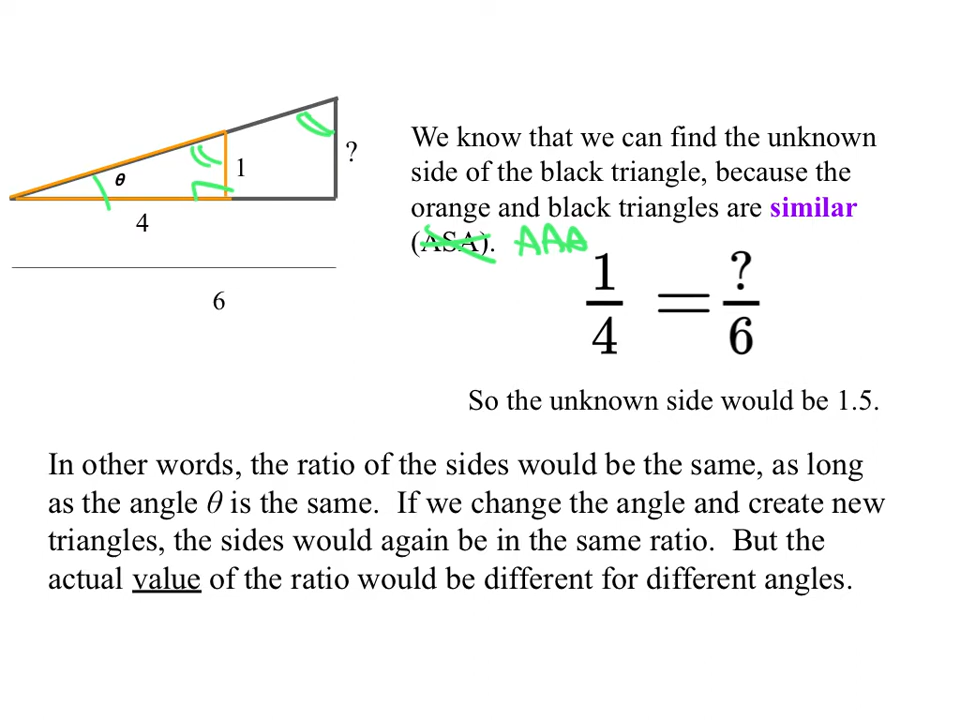 θ
1
?
4
6
We know that we can find the unknown
side of the black triangle, because the
orange and black triangles are similar
(ASA). AAA
1/4 = ?/6
So the unknown side would be 1.5.
In other words, the ratio of the sides would be the same, as long
as the angle θ is the same. If we change the angle and create new
triangles, the sides would again be in the same ratio. But the
actual value of the ratio would be different for different angles.